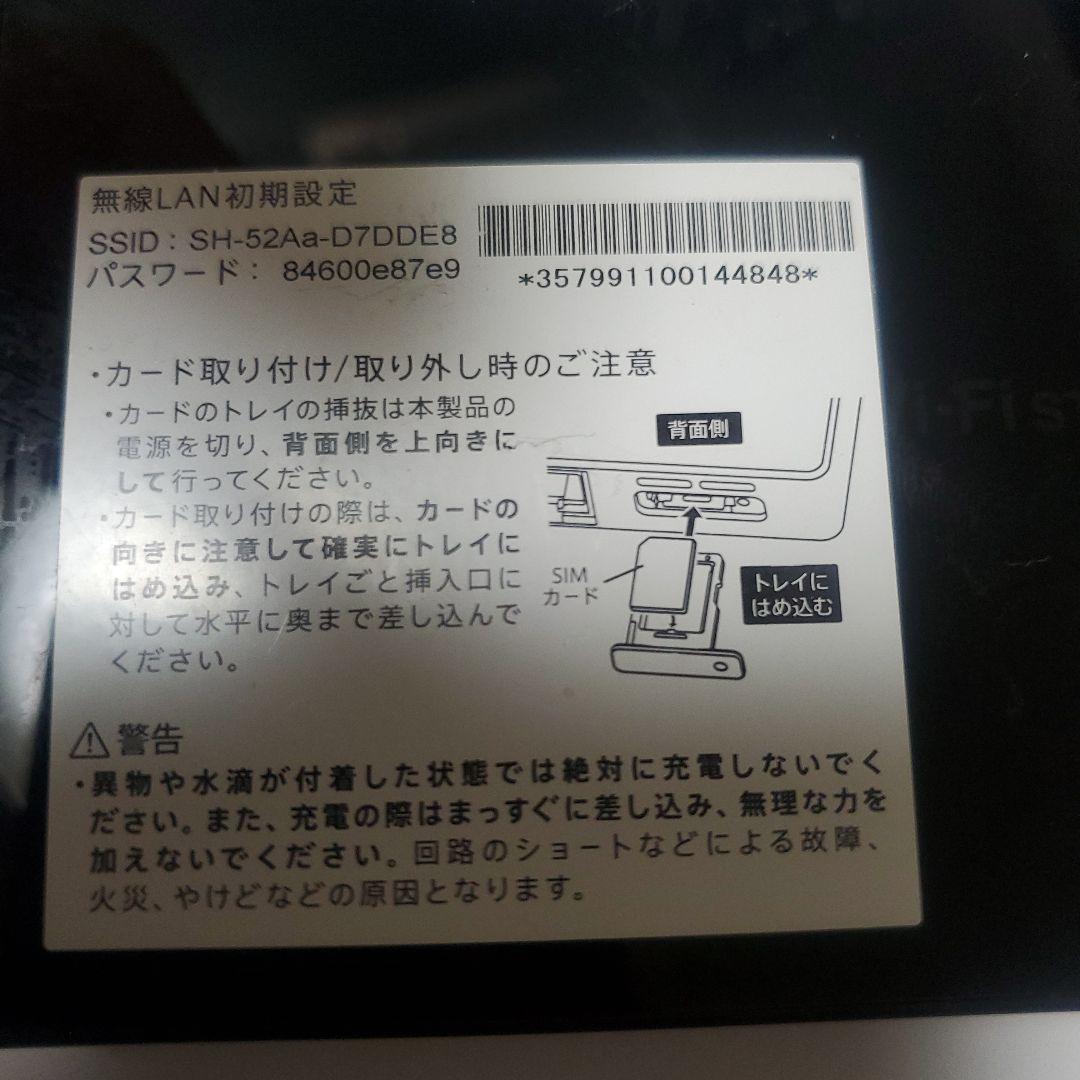 無線LAN初期設定
SSID : SH-52Aa-D7DDE8
パスワード : 84600e87e9
*357991100144848*
・カード取り付け/取り外し時のご注意
・カードのトレイの挿抜は本製品の
電源を切り、背面側を上向きに
して行ってください。
・カード取り付けの際は、カードの
向きに注意して確実にトレイに
はめ込み、トレイごと挿入口に
対して水平に奥まで差し込んで
ください。
背面側
SIM
カード
トレイに
はめ込む
⚠警告
・異物や水滴が付着した状態では絶対に充電しないでく
ださい。また、充電の際はまっすぐに差し込み、無理な力を
加えないでください。回路のショートなどによる故障、
火災、やけどなどの原因となります。